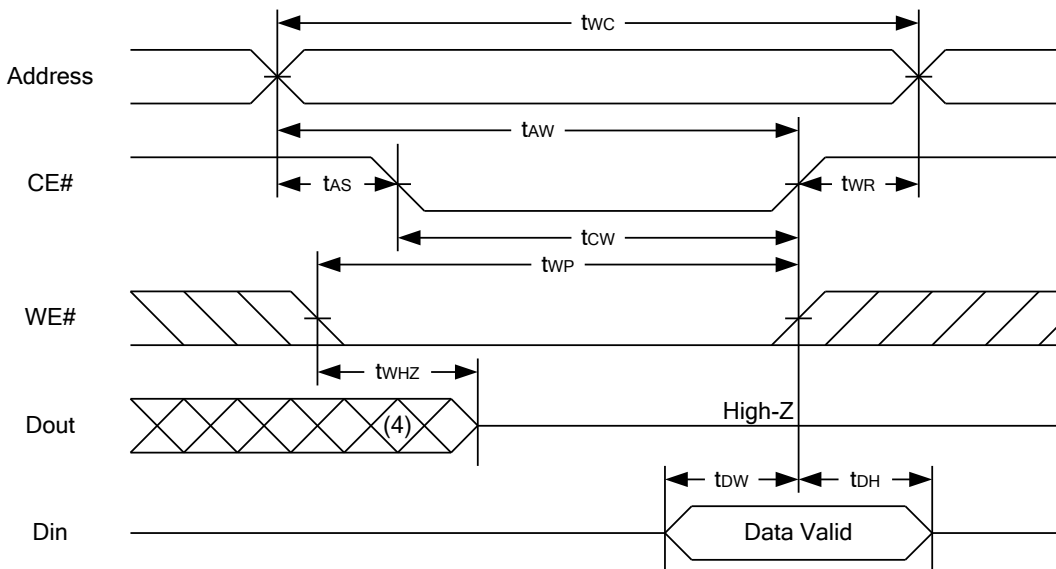 tWC
Address
tAW
CE#
tAS
tWR
tCW
tWP
WE#
tWHZ
Dout
(4)
High-Z
tDW
tDH
Din
Data Valid